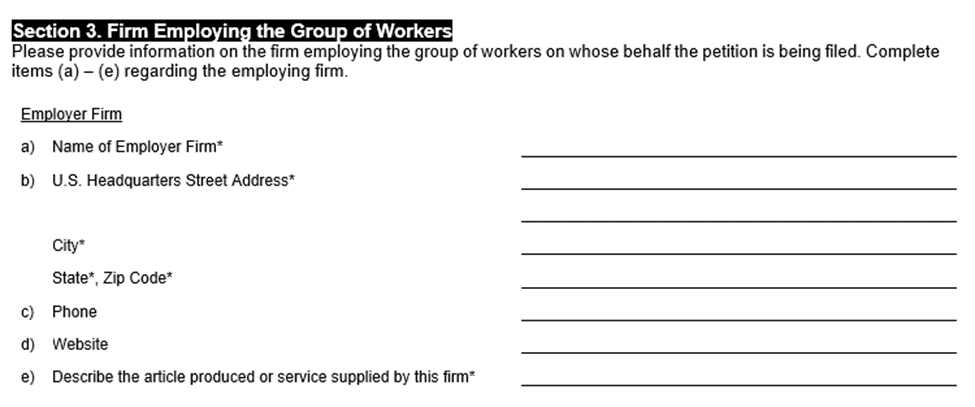 Section 3. Firm Employing the Group of Workers
Please provide information on the firm employing the group of workers on whose behalf the petition is being filed. Complete
items (a) – (e) regarding the employing firm.
Employer Firm
a) Name of Employer Firm*
b) U.S. Headquarters Street Address*
City*
State*, Zip Code*
c) Phone
d) Website
e) Describe the article produced or service supplied by this firm*